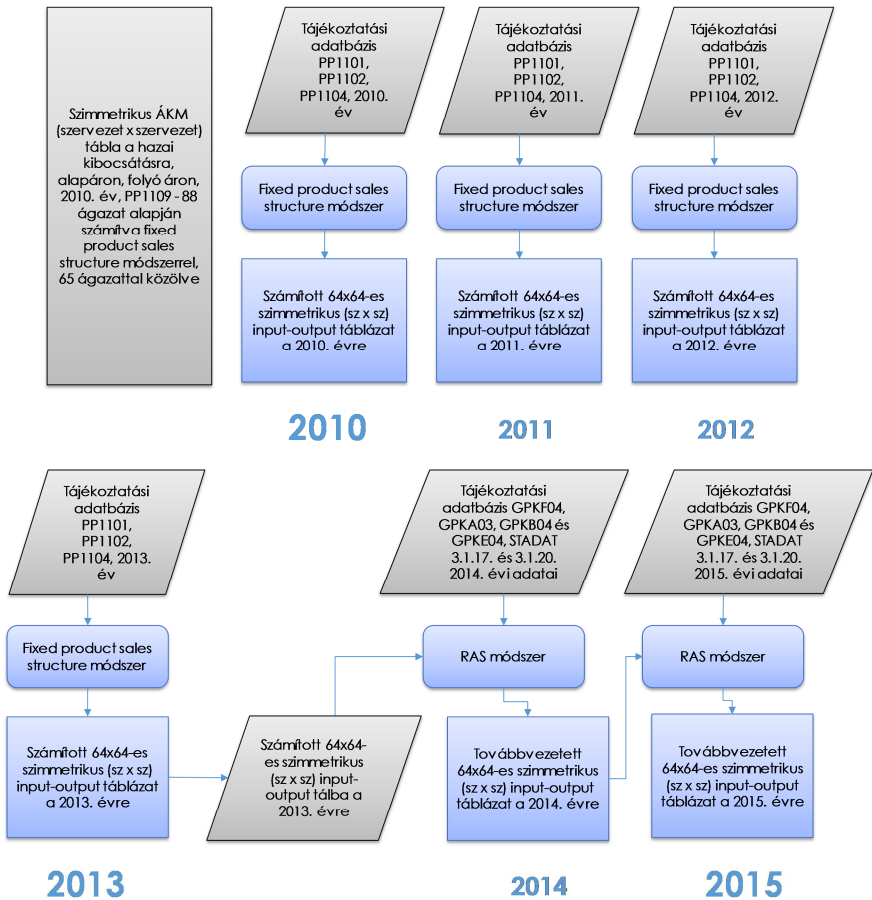 Szimmetrikus ÁKM
(szervezet x szervezet)
tábla a hazai
kibocsátásra,
alapáron, folyó áron,
2010. év, PP1109 - 88
ágazat alapján
számítva fixed
product sales
structure módszerrel,
65 ágazattal közölve
Tájékoztatási
adatbázis
PP1101,
PP1102,
PP1104, 2010.
év
Fixed product sales
structure módszer
Számított 64x64-es
szimmetrikus (sz x sz)
input-output táblázat
a 2010. évre
2010
Tájékoztatási
adatbázis
PP1101,
PP1102,
PP1104, 2011.
év
Fixed product sales
structure módszer
Számított 64x64-es
szimmetrikus (sz x sz)
input-output táblázat
a 2011. évre
2011
Tájékoztatási
adatbázis
PP1101,
PP1102,
PP1104, 2012.
év
Fixed product sales
structure módszer
Számított 64x64-es
szimmetrikus (sz x sz)
input-output táblázat
a 2012. évre
2012
Tájékoztatási
adatbázis
PP1101,
PP1102,
PP1104, 2013.
év
Fixed product sales
structure módszer
Számított 64x64-es
szimmetrikus (sz x sz)
input-output táblázat
a 2013. évre
2013
Számított 64x64-
es szimmetrikus
(sz x sz) input-
output tálba a
2013. évre
Tájékoztatási
adatbázis GPKF04,
GPKA03, GPKB04 és
GPKE04, STADAT
3.1.17. és 3.1.20.
2014. évi adatai
RAS módszer
Továbbvezetett
64x64-es szimmetrikus
(sz x sz) input-output
táblázat a 2014. évre
2014
Tájékoztatási
adatbázis GPKF04,
GPKA03, GPKB04 és
GPKE04, STADAT
3.1.17. és 3.1.20.
2015. évi adatai
RAS módszer
Továbbvezetett
64x64-es szimmetrikus
(sz x sz) input-output
táblázat a 2015. évre
2015